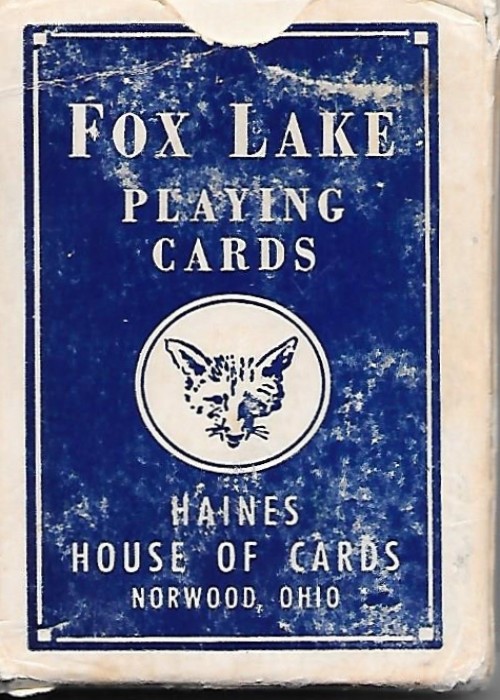 FOX LAKE
PLAYING
CARDS
HAINES
HOUSE OF CARDS
NORWOOD, OHIO